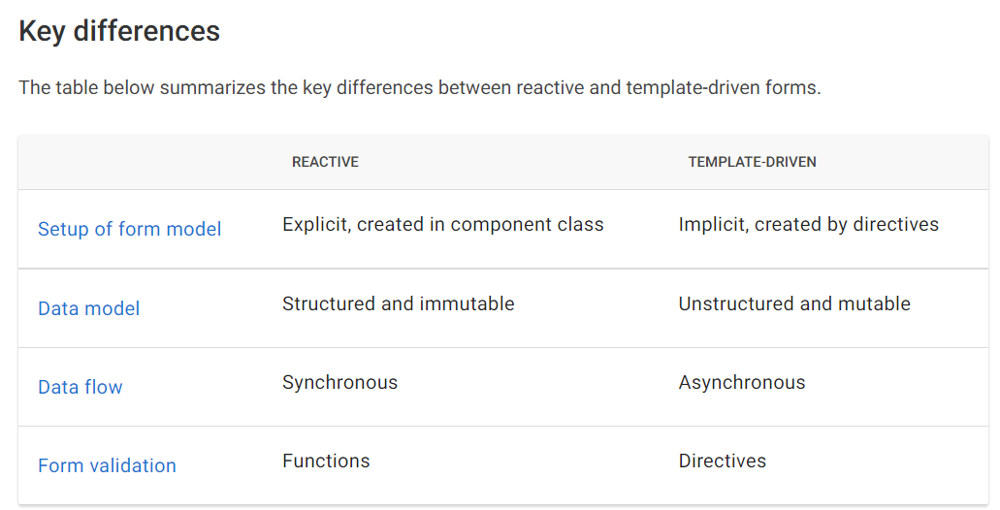 Key differences
The table below summarizes the key differences between reactive and template-driven forms.
REACTIVE TEMPLATE-DRIVEN
Setup of form model Explicit, created in component class Implicit, created by directives
Data model Structured and immutable Unstructured and mutable
Data flow Synchronous Asynchronous
Form validation Functions Directives